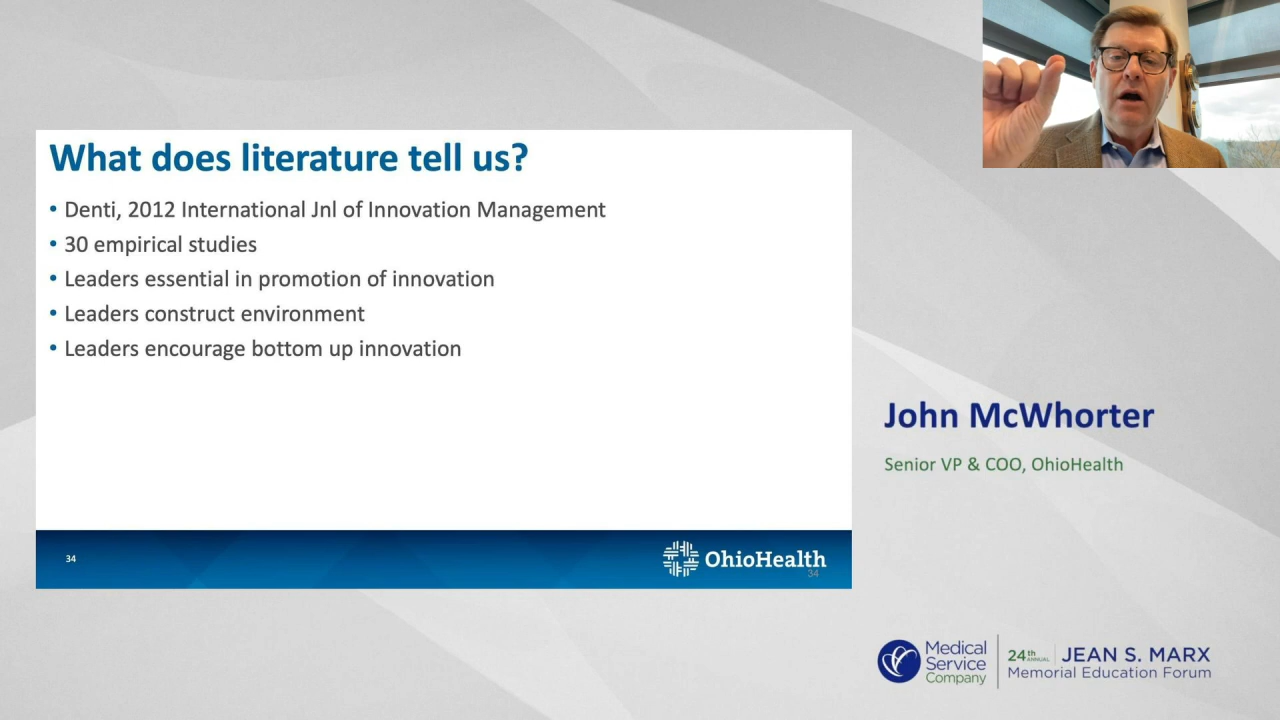 What does literature tell us?
• Denti, 2012 International Jnl of Innovation Management
• 30 empirical studies
• Leaders essential in promotion of innovation
• Leaders construct environment
• Leaders encourage bottom up innovation
34
OhioHealth
34
John McWhorter
Senior VP & COO, OhioHealth
Medical
Service
Company
24th ANNUAL
JEAN S. MARX
Memorial Education Forum